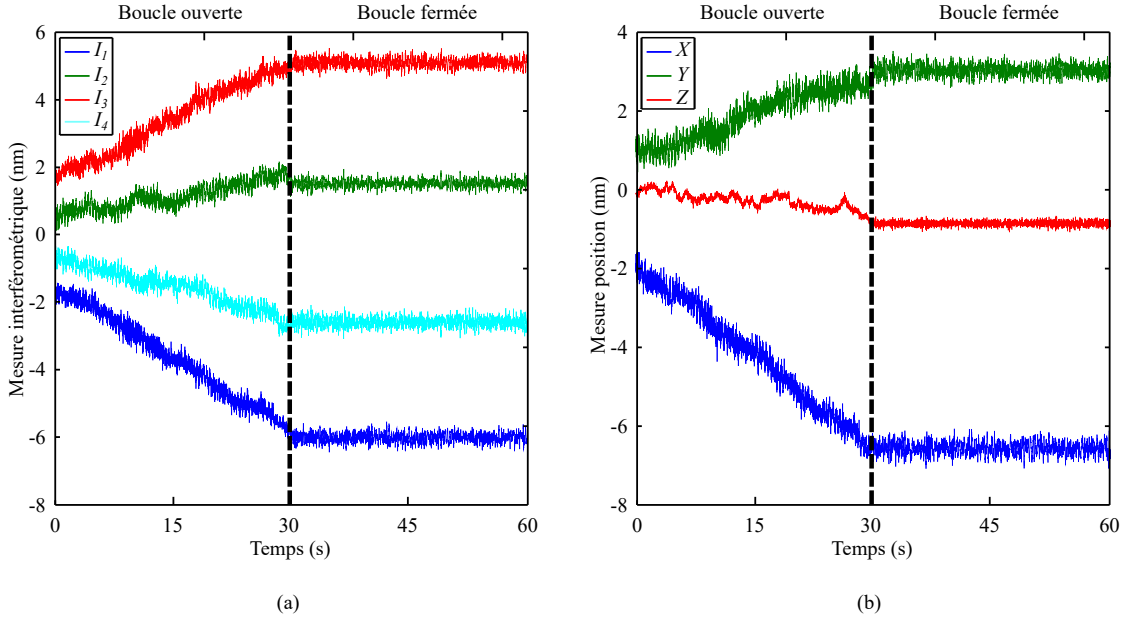 Boucle ouverte
Boucle fermée
6
4
2
0
-2
-4
-6
-8
Mesure interférométrique (nm)
I1
I2
I3
I4
0
15
30
45
60
Temps (s)
(a)
Boucle ouverte
Boucle fermée
4
2
0
-2
-4
-6
-8
Mesure position (nm)
X
Y
Z
0
15
30
45
60
Temps (s)
(b)